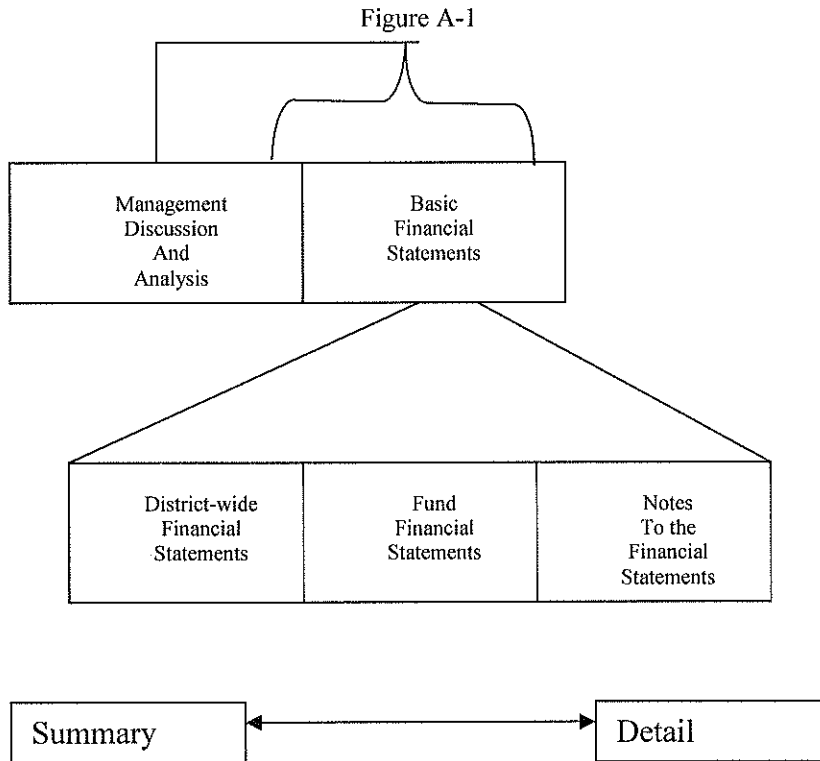 Figure A-1
Management
Discussion
And
Analysis
Basic
Financial
Statements
District-wide
Financial
Statements
Fund
Financial
Statements
Notes
To the
Financial
Statements
Summary
Detail